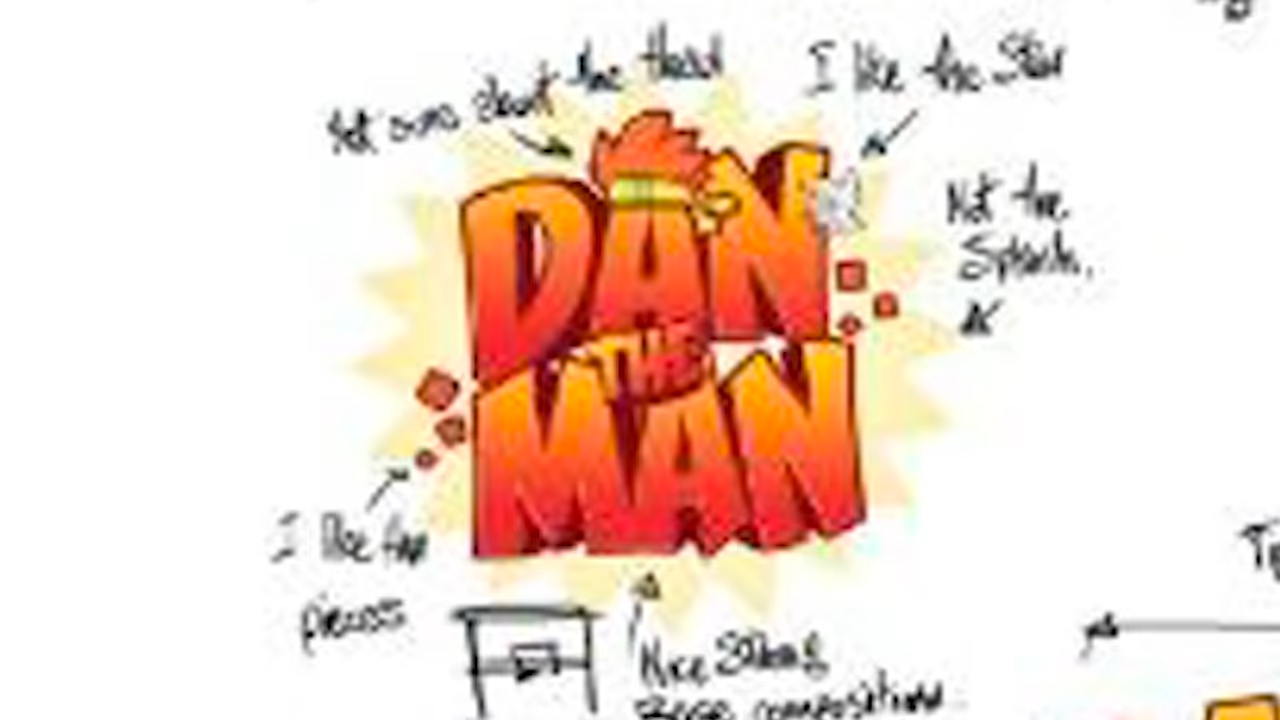 Not sure about the Head
I like the Star
Not the
Splash.
DAN
THE
MAN
I like the
pieces
Nice Strong
Base composition